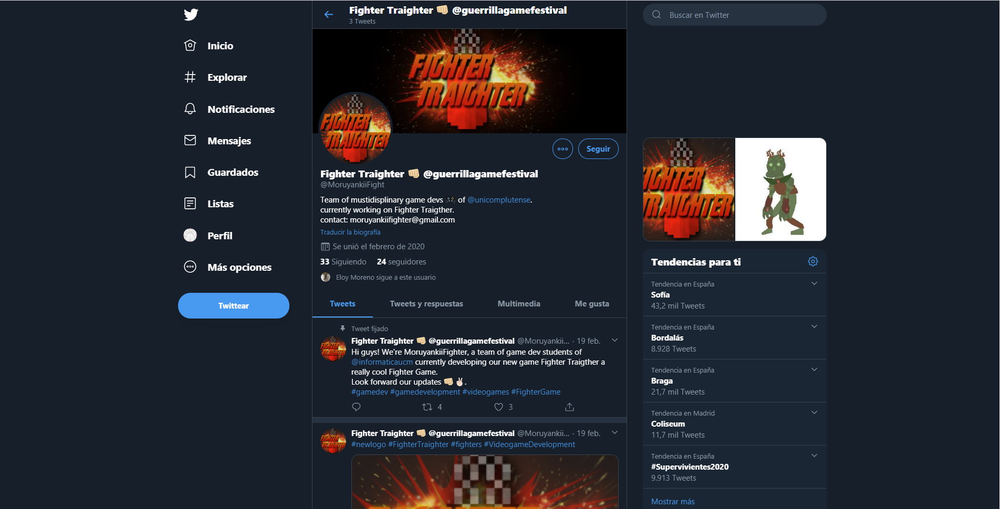 Fighter Traighter 👊🏻 @guerrillagamefestival
3 Tweets
Buscar en Twitter
Inicio
Explorar
Notificaciones
Mensajes
Guardados
Listas
Perfil
Más opciones
Twittear
FIGHTER
TRAIGHTER
FIGHTER
TRAIGHTER
Seguir
Fighter Traighter 👊🏻 @guerrillagamefestival
@MoruyankiiFight
Team of mustidisplinary game devs 🎮 of @unicomplutense.
currently working on Fighter Traigther.
contact: moruyankiifighter@gmail.com
Traducir la biografía
Se unió el febrero de 2020
33 Siguiendo 24 seguidores
Eloy Moreno sigue a este usuario
Tweets Tweets y respuestas Multimedia Me gusta
Tweet fijado
FIGHTER
TRAIGHTER
Fighter Traighter 👊🏻 @guerrillagamefestival @Moruyankii... · 19 feb.
Hi guys! We're MoruyankiiFighter, a team of game dev students of
@informaticaucm currently developing our new game Fighter Traigther a
really cool Fighter Game.
Look forward our updates 👊🏻 ✌🏻.
#gamedev #gamedevelopment #videogames #FighterGame
4 3
FIGHTER
TRAIGHTER
Fighter Traighter 👊🏻 @guerrillagamefestival @Moruyankii... · 19 feb.
#newlogo #FighterTraighter #fighters #VideogameDevelopment
FIGHTER
TRAIGHTER
Tendencias para ti
Tendencia en España
Sofía
43,2 mil Tweets
Tendencia en España
Bordalás
8.928 Tweets
Tendencia en España
Braga
21,7 mil Tweets
Tendencia en Madrid
Coliseum
11,7 mil Tweets
Tendencia en España
#Supervivientes2020
9.913 Tweets
Mostrar más